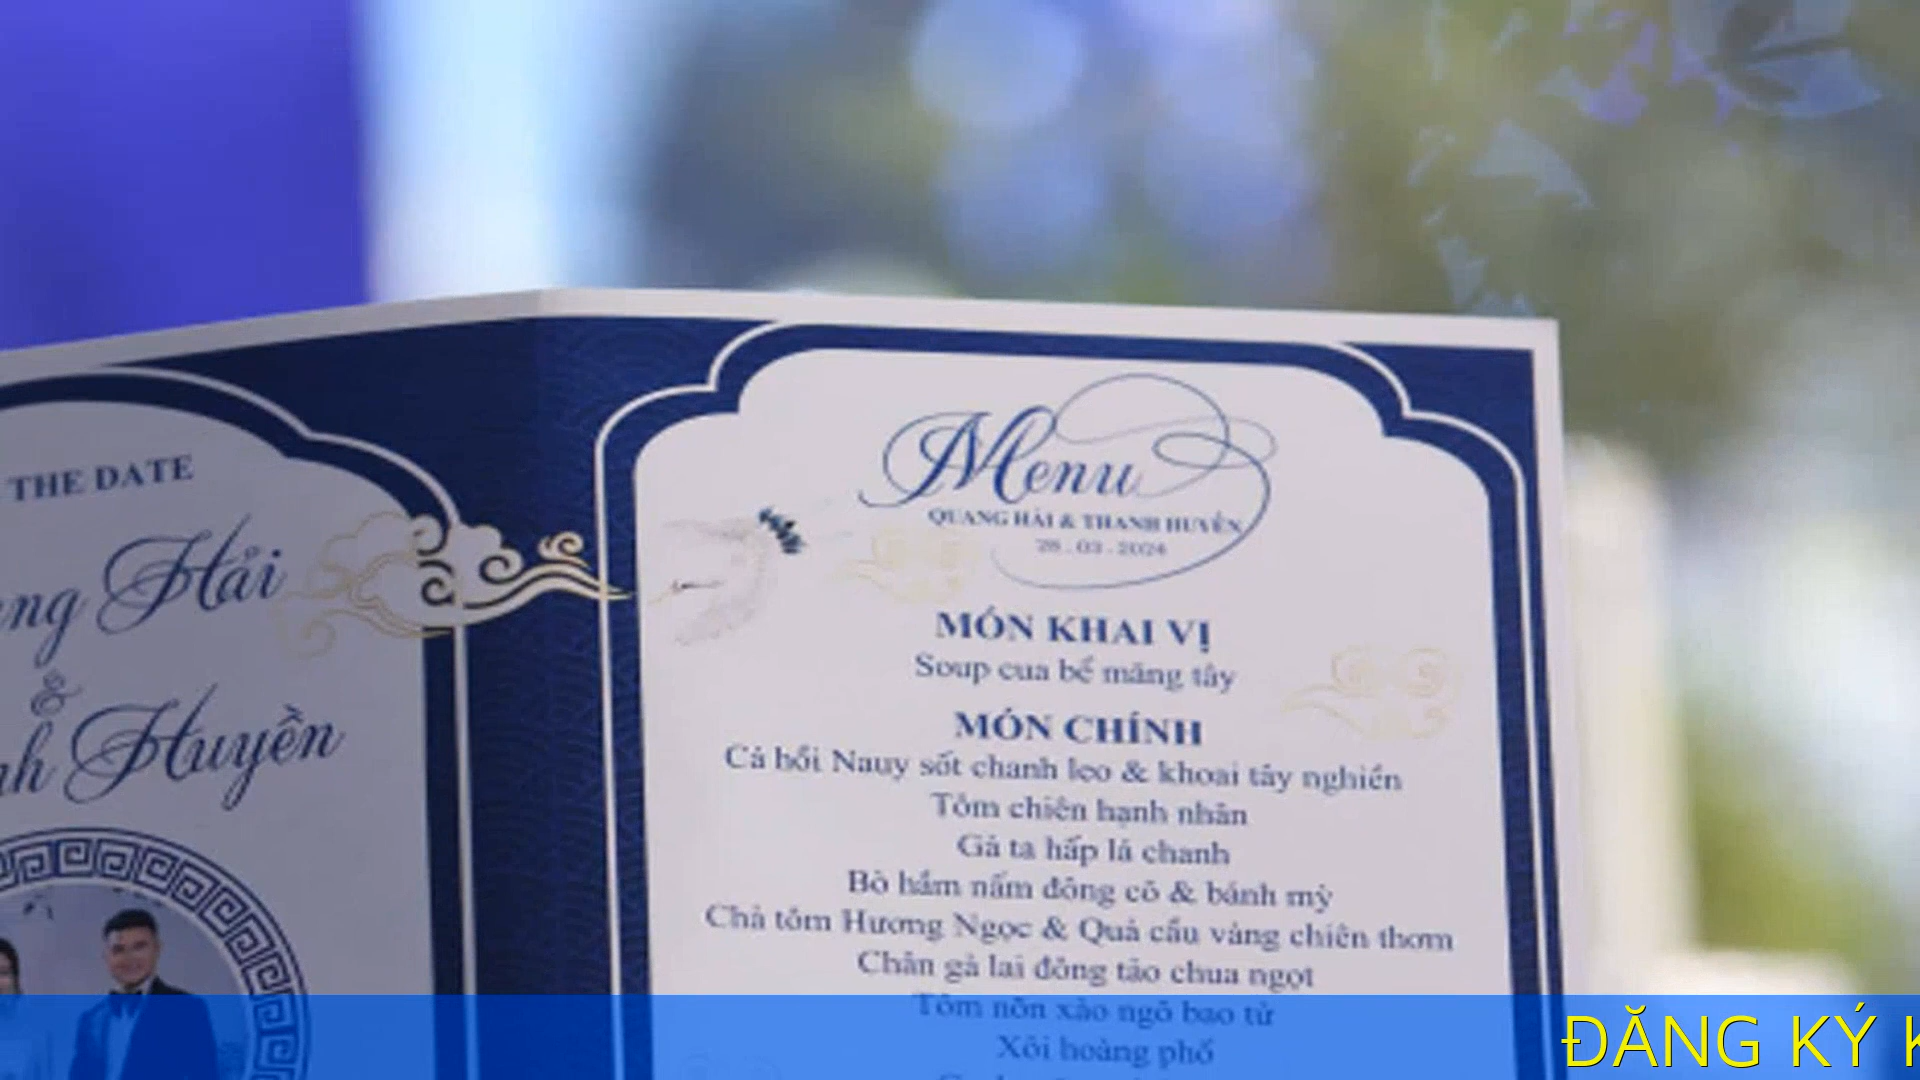 THE DATE
ng Hải
&
nh Huyền
Menu
QUANG HẢI & THANH HUYỀN
28.03.2024
MÓN KHAI VỊ
Soup cua bể măng tây
MÓN CHÍNH
Cá hồi Nauy sốt chanh leo & khoai tây nghiền
Tôm chiên hạnh nhân
Gà ta hấp lá chanh
Bò hầm nấm đông cô & bánh mỳ
Chả tôm Hương Ngọc & Quả cầu vàng chiên thơm
Chân gà lai đông tảo chua ngọt
Tôm nõn xào ngô bao tử
Xôi hoàng phố
ĐĂNG KÝ K